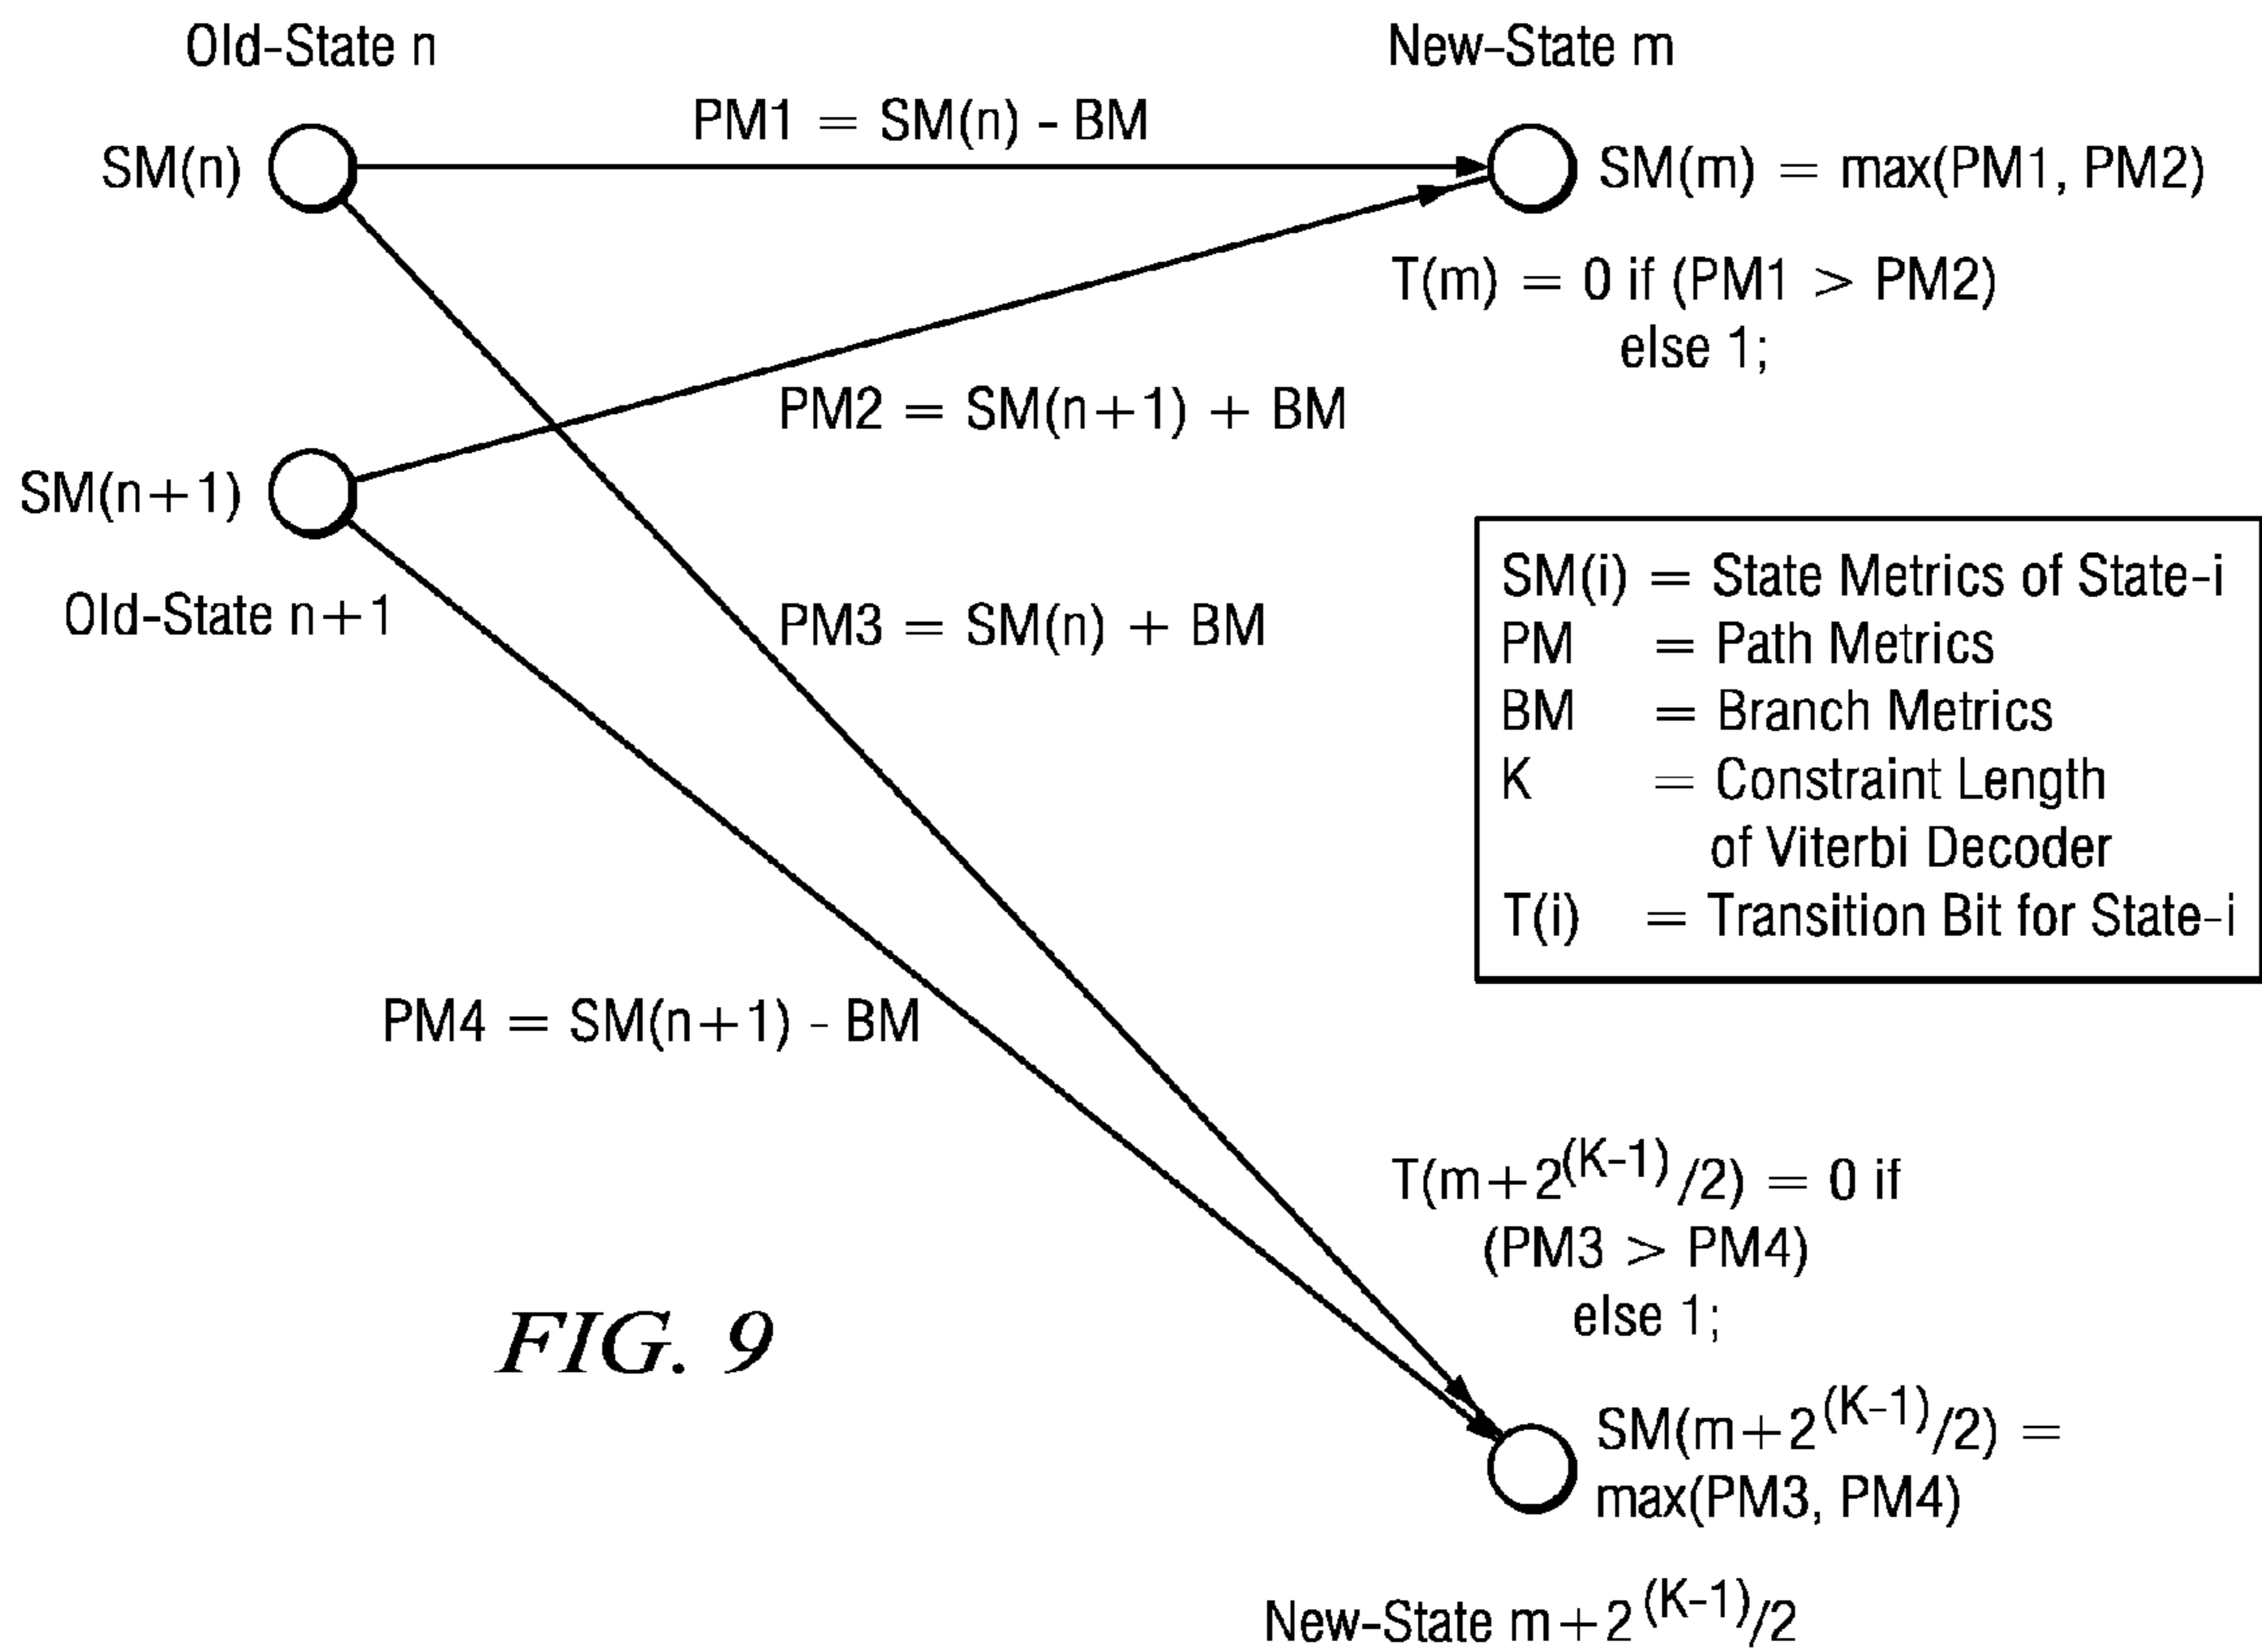 Old-State n
New-State m
PM1 = SM(n) - BM
SM(n)
SM(m) = max(PM1, PM2)
T(m) = 0 if (PM1 > PM2)
else 1;
PM2 = SM(n+1) + BM
SM(n+1)
Old-State n+1
PM3 = SM(n) + BM
SM(i) = State Metrics of State-i
PM = Path Metrics
BM = Branch Metrics
K = Constraint Length
of Viterbi Decoder
T(i) = Transition Bit for State-i
PM4 = SM(n+1) - BM
T(m+2^(K-1)/2) = 0 if
(PM3 > PM4)
else 1;
FIG. 9
SM(m+2^(K-1)/2) =
max(PM3, PM4)
New-State m+2^(K-1)/2